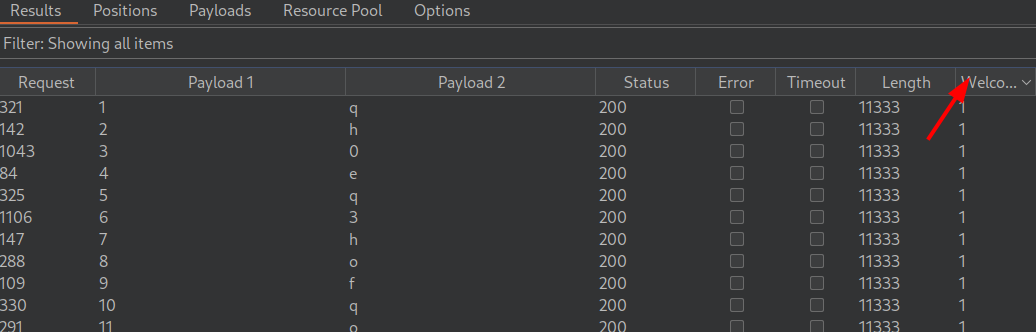 Results Positions Payloads Resource Pool Options
Filter: Showing all items
Request Payload 1 Payload 2 Status Error Timeout Length Welco...
321 1 q 200 11333 1
142 2 h 200 11333 1
1043 3 0 200 11333 1
84 4 e 200 11333 1
325 5 q 200 11333 1
1106 6 3 200 11333 1
147 7 h 200 11333 1
288 8 o 200 11333 1
109 9 f 200 11333 1
330 10 q 200 11333 1
291 11 o 200 11333 1